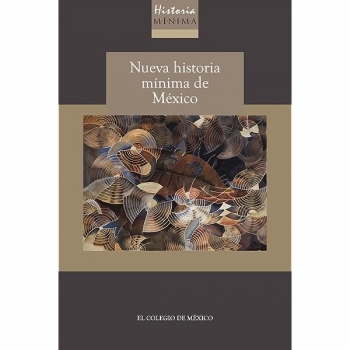 Historia
MÍNIMA
Nueva historia
mínima de
México
EL COLEGIO DE MÉXICO